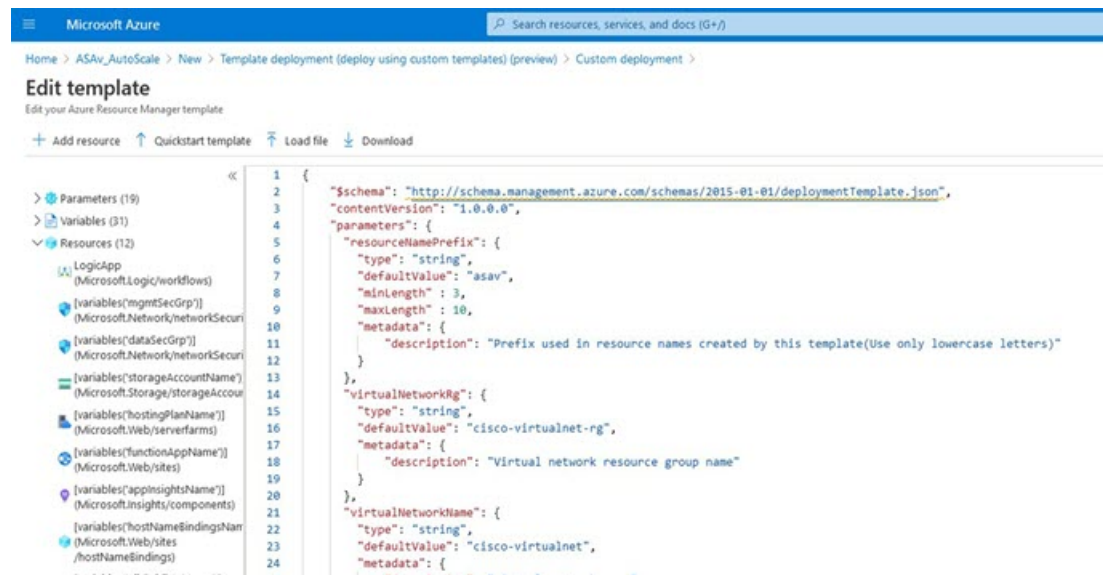 Microsoft Azure
Search resources, services, and docs (G+/)
Home > ASAv_AutoScale > New > Template deployment (deploy using custom templates) (preview) > Custom deployment >
Edit template
Edit your Azure Resource Manager template
Add resource Quickstart template Load file Download
Parameters (19)
Variables (31)
Resources (12)
LogicApp
(Microsoft.Logic/workflows)
[variables('mgmtSecGrp')]
(Microsoft.Network/networkSecuri
[variables('dataSecGrp')]
(Microsoft.Network/networkSecuri
[variables('storageAccountName')
(Microsoft.Storage/storageAccour
[variables('hostingPlanName')]
(Microsoft.Web/serverfarms)
[variables('functionAppName')]
(Microsoft.Web/sites)
[variables('appInsightsName')]
(Microsoft.Insights/components)
[variables('hostNameBindingsNam
(Microsoft.Web/sites
/hostNameBindings)
1 {
2 "$schema": "http://schema.management.azure.com/schemas/2015-01-01/deploymentTemplate.json",
3 "contentVersion": "1.0.0.0",
4 "parameters": {
5 "resourceNamePrefix": {
6 "type": "string",
7 "defaultValue": "asav",
8 "minLength" : 3,
9 "maxLength" : 10,
10 "metadata": {
11 "description": "Prefix used in resource names created by this template(Use only lowercase letters)"
12 }
13 },
14 "virtualNetworkRg": {
15 "type": "string",
16 "defaultValue": "cisco-virtualnet-rg",
17 "metadata": {
18 "description": "Virtual network resource group name"
19 }
20 },
21 "virtualNetworkName": {
22 "type": "string",
23 "defaultValue": "cisco-virtualnet",
24 "metadata": {